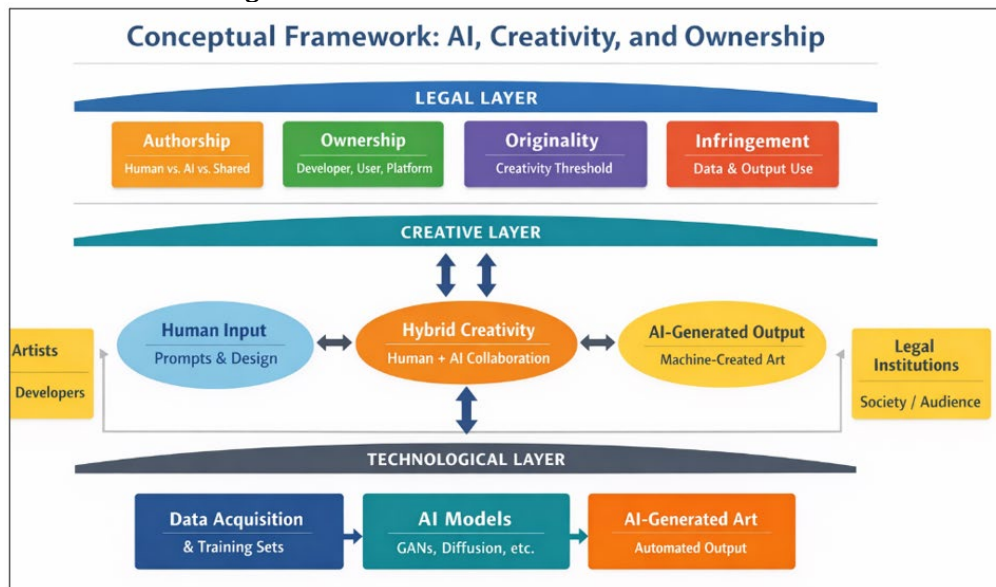 Conceptual Framework: AI, Creativity, and Ownership
LEGAL LAYER
Authorship
Human vs. AI vs. Shared
Ownership
Developer, User, Platform
Originality
Creativity Threshold
Infringement
Data & Output Use
CREATIVE LAYER
Human Input
Prompts & Design
Hybrid Creativity
Human + AI Collaboration
AI-Generated Output
Machine-Created Art
Artists
Developers
Legal
Institutions
Society / Audience
TECHNOLOGICAL LAYER
Data Acquisition
& Training Sets
AI Models
GANs, Diffusion, etc.
AI-Generated Art
Automated Output